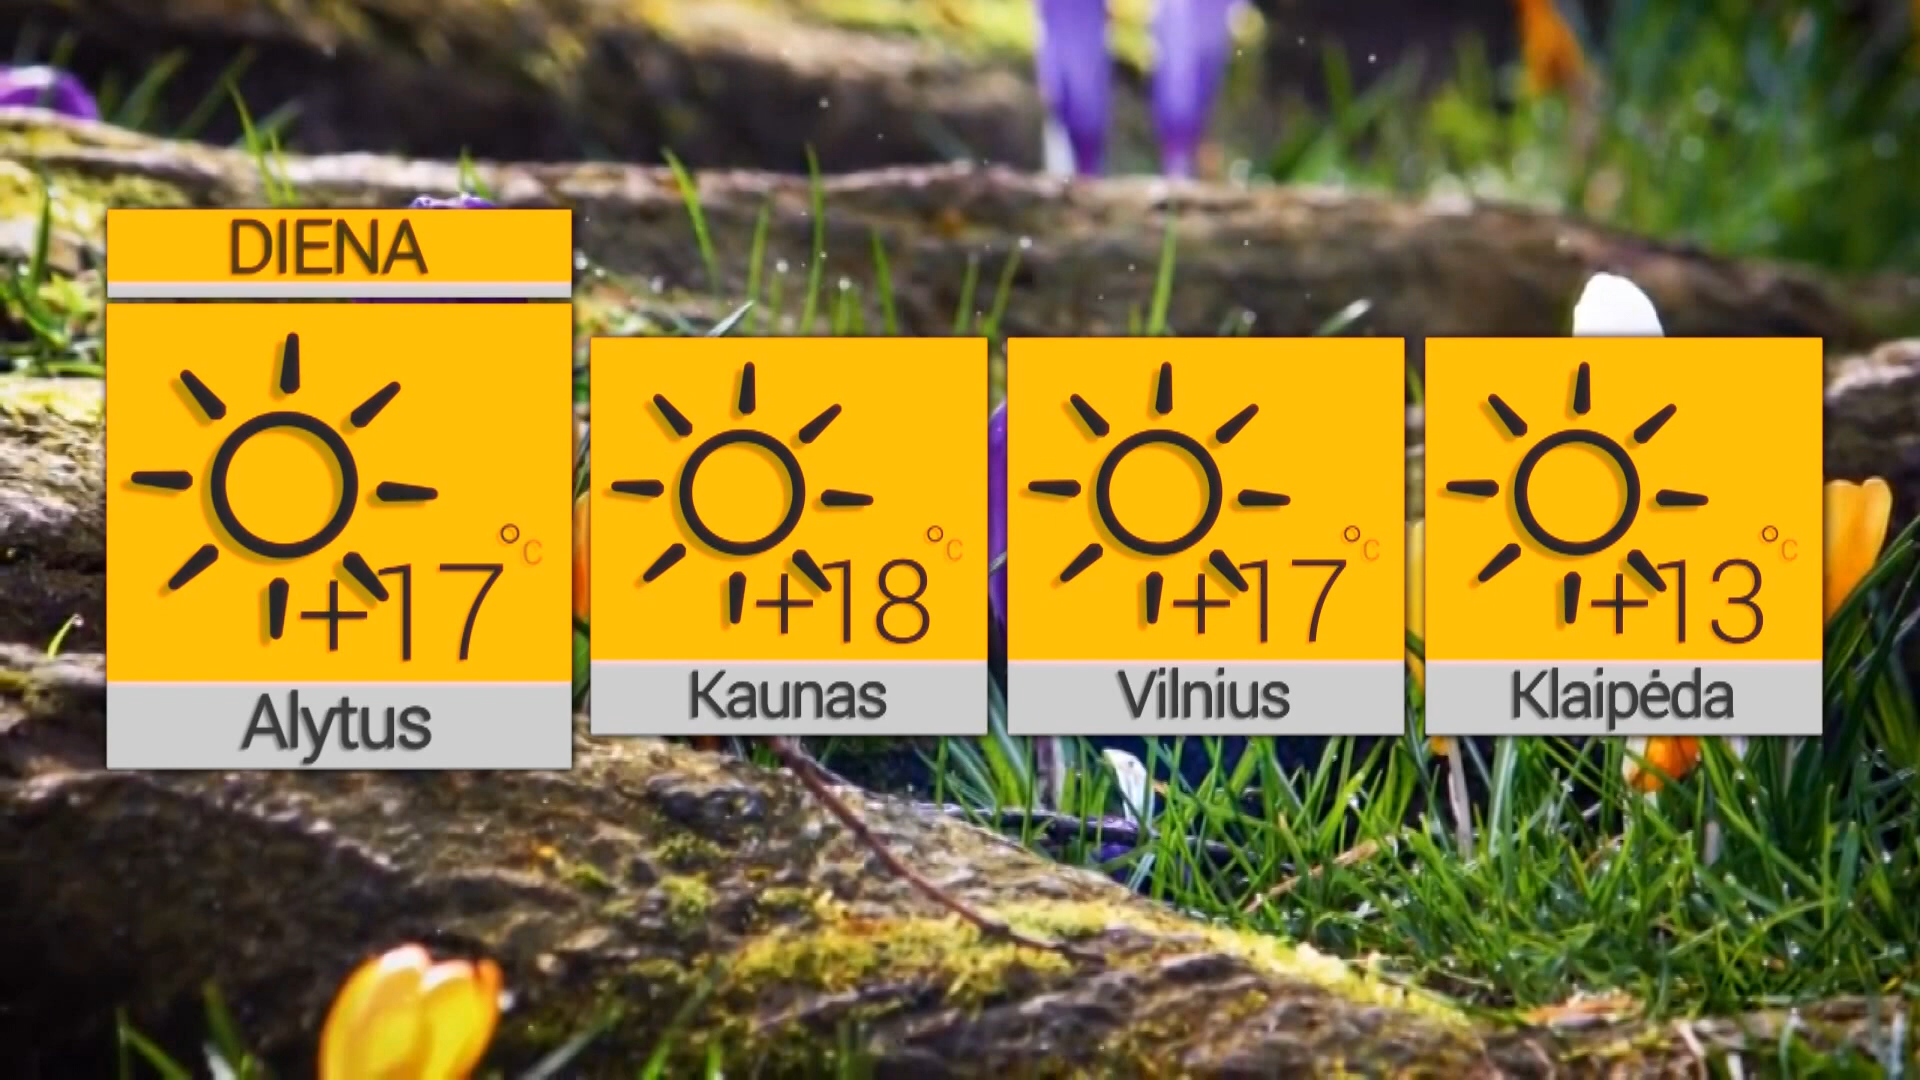 DIENA
+17 °C
Alytus
+18 °C
Kaunas
+17 °C
Vilnius
+13 °C
Klaipėda